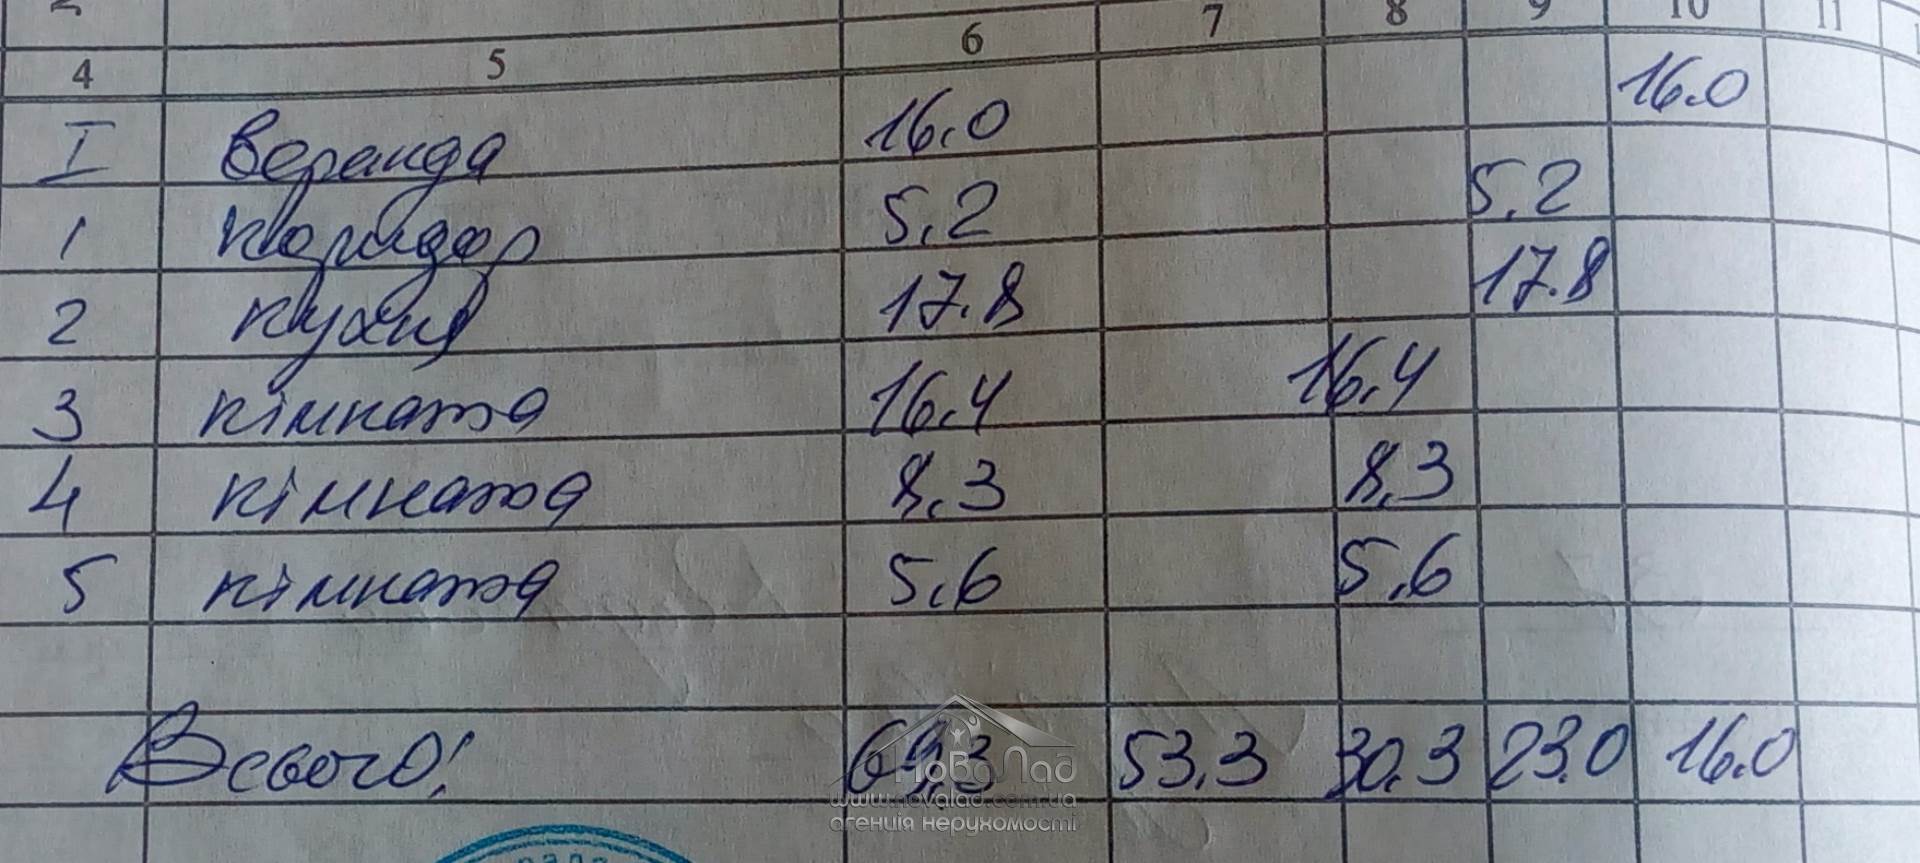 4 5 6 7 8 9 10 11
I веранда 16.0 16.0
1 коридор 5,2 5,2
2 кухня 17.8 17.8
3 кімната 16,4 16,4
4 кімната 8,3 8,3
5 кімната 5,6 5,6
Всього: 69,3 53,3 30,3 23.0 16.0
НоваЛад
www.novalad.com.ua
агенція нерухомості